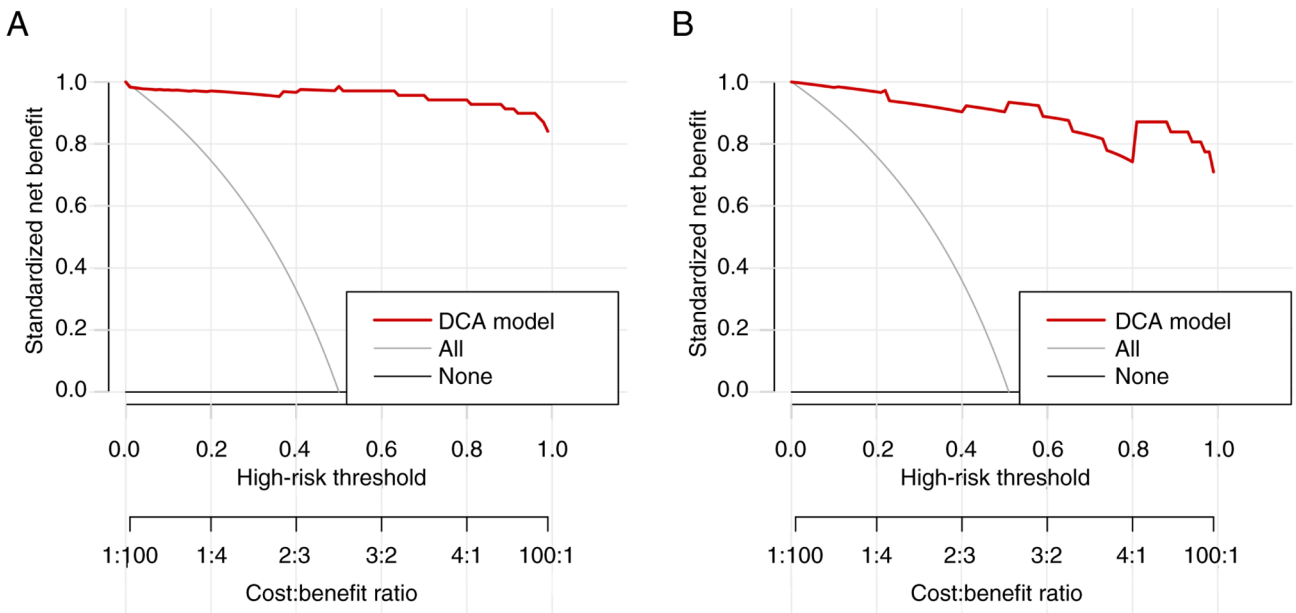 A
Standardized net benefit
1.0
0.8
0.6
0.4
0.2
0.0
DCA model
All
None
0.0 0.2 0.4 0.6 0.8 1.0
High-risk threshold
1:100 1:4 2:3 3:2 4:1 100:1
Cost:benefit ratio
B
Standardized net benefit
1.0
0.8
0.6
0.4
0.2
0.0
DCA model
All
None
0.0 0.2 0.4 0.6 0.8 1.0
High-risk threshold
1:100 1:4 2:3 3:2 4:1 100:1
Cost:benefit ratio